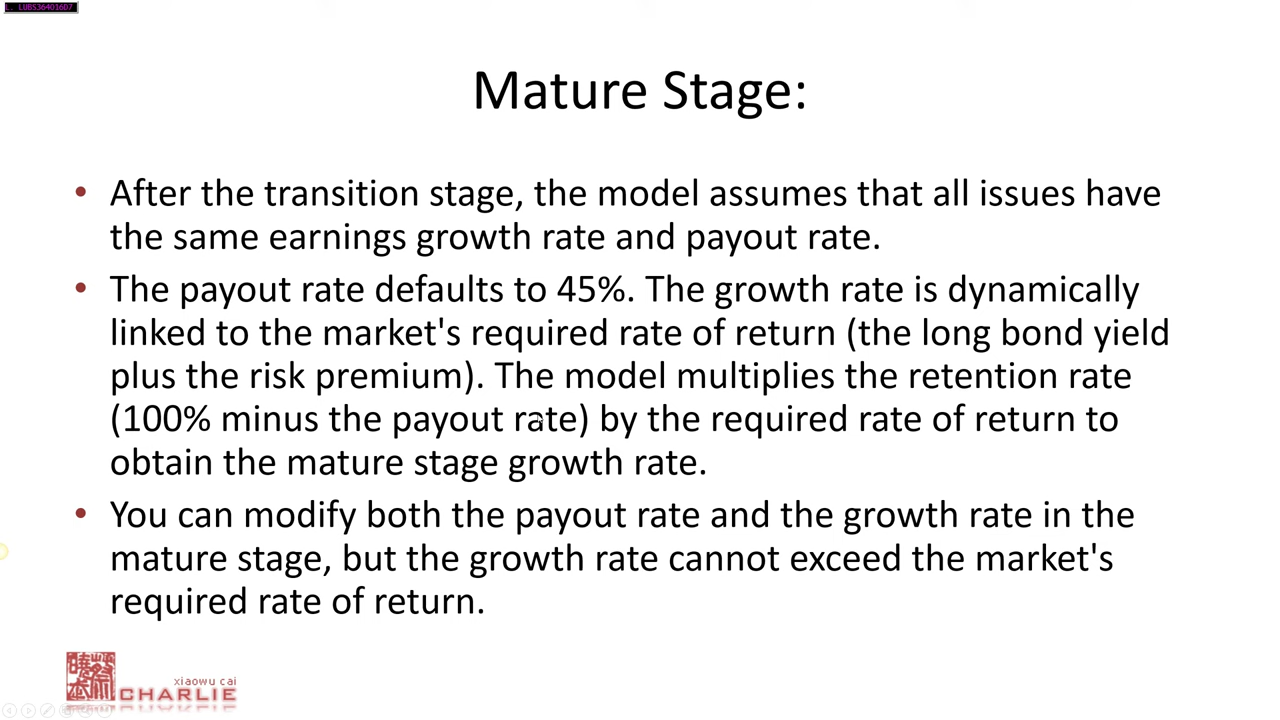 LUBS364016D7
Mature Stage:
• After the transition stage, the model assumes that all issues have
the same earnings growth rate and payout rate.
• The payout rate defaults to 45%. The growth rate is dynamically
linked to the market's required rate of return (the long bond yield
plus the risk premium). The model multiplies the retention rate
(100% minus the payout rate) by the required rate of return to
obtain the mature stage growth rate.
• You can modify both the payout rate and the growth rate in the
mature stage, but the growth rate cannot exceed the market's
required rate of return.
xiaowu cai
CHARLIE